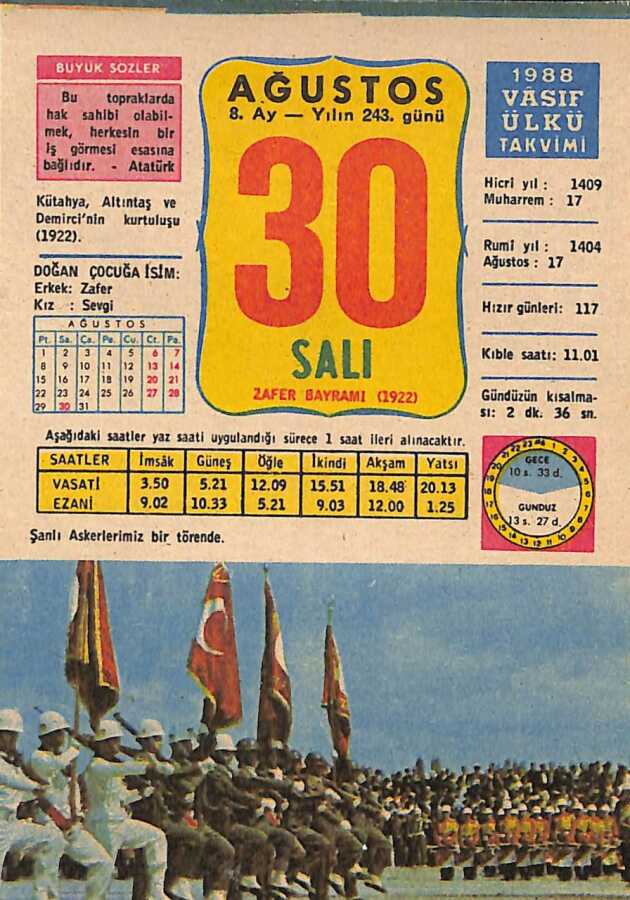 BÜYÜK SÖZLER
Bu topraklarda
hak sahibi olabil-
mek, herkesin bir
iş görmesi esasına
bağlıdır. - Atatürk
Kütahya, Altıntaş ve
Demirci'nin kurtuluşu
(1922).
DOĞAN ÇOCUĞA İSİM:
Erkek: Zafer
Kız : Sevgi
AĞUSTOS
Pt. Sa. Ça. Pe. Cu. Ct. Pa.
1 2 3 4 5 6 7
8 9 10 11 12 13 14
15 16 17 18 19 20 21
22 23 24 25 26 27 28
29 30 31
AĞUSTOS
8. Ay — Yılın 243. günü
30
SALI
ZAFER BAYRAMI (1922)
1988
VÂSIF
ÜLKÜ
TAKVİMİ
Hicri yıl : 1409
Muharrem : 17
Rumî yıl : 1404
Ağustos : 17
Hızır günleri: 117
Kıble saatı: 11.01
Gündüzün kısalma-
sı: 2 dk. 36 sn.
Aşağıdaki saatler yaz saati uygulandığı sürece 1 saat ileri alınacaktır.
SAATLER İmsâk Güneş Öğle İkindi Akşam Yatsı
VASATİ 3.50 5.21 12.09 15.51 18.48 20.13
EZANİ 9.02 10.33 5.21 9.03 12.00 1.25
GECE
10 s. 33 d.
GUNDUZ
13 s. 27 d.
Şanlı Askerlerimiz bir törende.